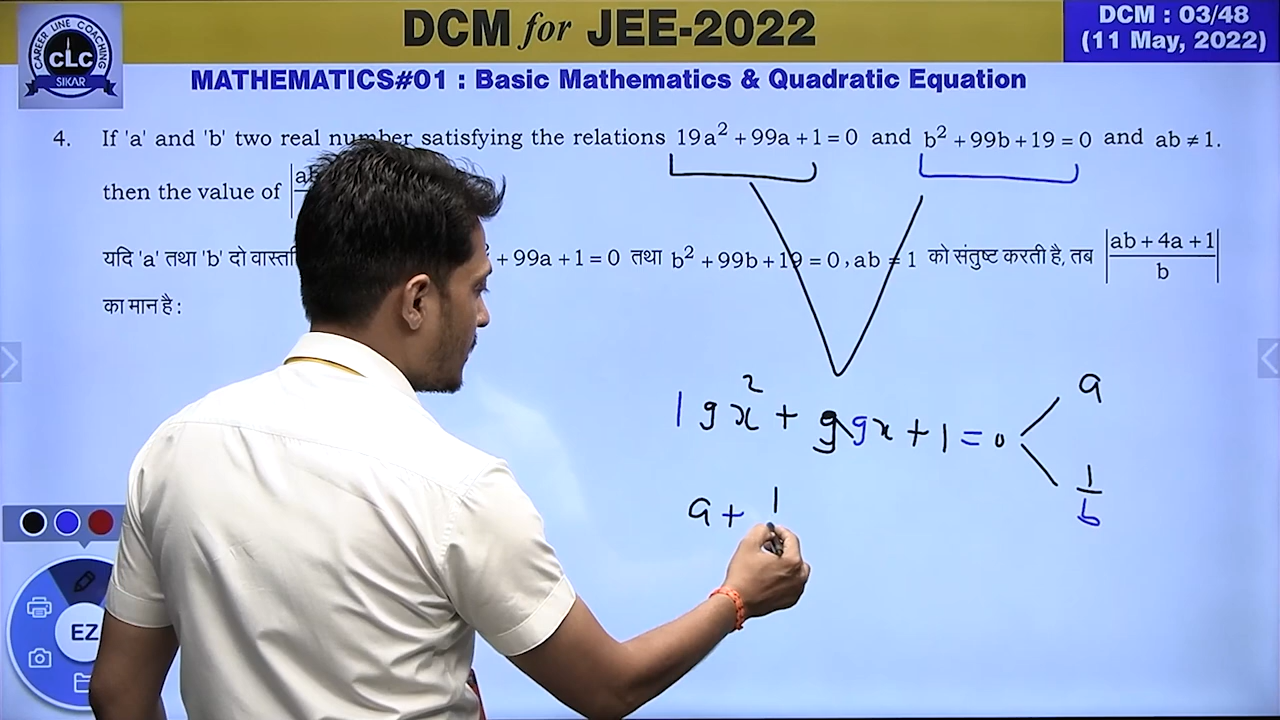 DCM for JEE-2022
DCM : 03/48
(11 May, 2022)
CAREER LINE COACHING
CLC
SIKAR
MATHEMATICS#01 : Basic Mathematics & Quadratic Equation
4. If 'a' and 'b' two real number satisfying the relations 19a² + 99a + 1 = 0 and b² + 99b + 19 = 0 and ab ≠ 1.
then the value of
यदि 'a' तथा 'b' दो + 99a + 1 = 0 तथा b² + 99b + 19 = 0, ab ≠ 1 को संतुष्ट करती है, तब |(ab + 4a + 1)/b|
का मान है :
19x² + 99x + 1 = 0
a
1/b
a + 1
EZ